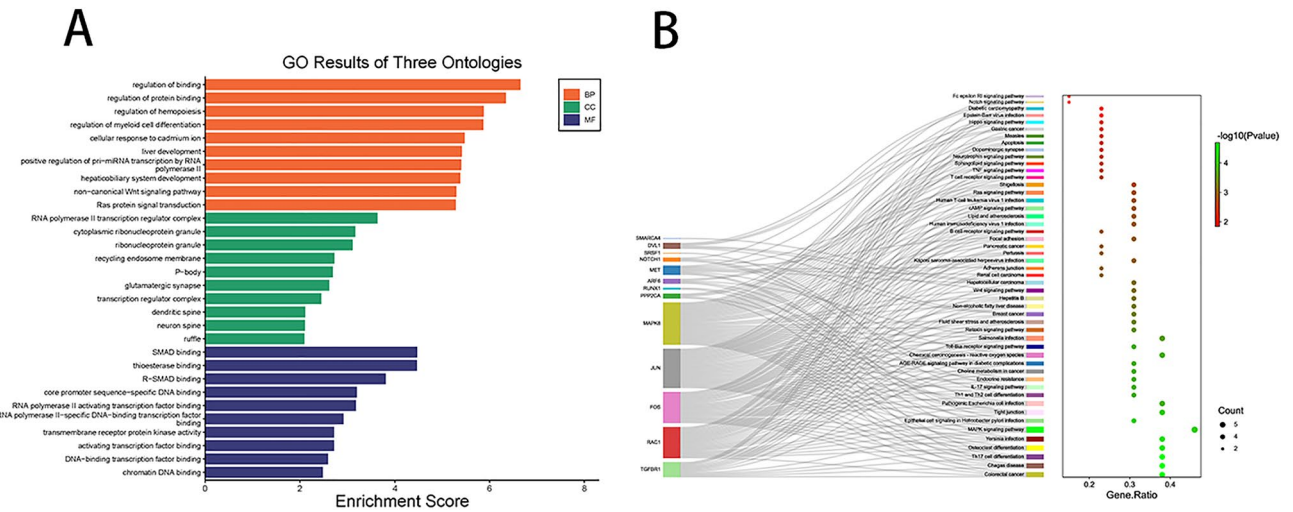 A
GO Results of Three Ontologies
regulation of binding
regulation of protein binding
regulation of hemopoiesis
regulation of myeloid cell differentiation
cellular response to cadmium ion
liver development
positive regulation of pri-miRNA transcription by RNA
polymerase II
hepaticobiliary system development
non-canonical Wnt signaling pathway
Ras protein signal transduction
RNA polymerase II transcription regulator complex
cytoplasmic ribonucleoprotein granule
ribonucleoprotein granule
recycling endosome membrane
P-body
glutamatergic synapse
transcription regulator complex
dendritic spine
neuron spine
ruffle
SMAD binding
thioesterase binding
R-SMAD binding
core promoter sequence-specific DNA binding
RNA polymerase II activating transcription factor binding
RNA polymerase II-specific DNA-binding transcription factor
binding
transmembrane receptor protein kinase activity
activating transcription factor binding
DNA-binding transcription factor binding
chromatin DNA binding
0 2 4 6 8
Enrichment Score
BP
CC
MF
B
SMARCA4
DVL1
SRSF1
NOTCH1
MET
ARF6
RUNX1
PPP2CA
MAPK8
JUN
FOS
RAC1
TGFBR1
Fc epsilon RI signaling pathway
Notch signaling pathway
Diabetic cardiomyopathy
Epstein-Barr virus infection
Hippo signaling pathway
Gastric cancer
Measles
Apoptosis
Dopaminergic synapse
Neurotrophin signaling pathway
Sphingolipid signaling pathway
TNF signaling pathway
T cell receptor signaling pathway
Shigellosis
Ras signaling pathway
Human T-cell leukemia virus 1 infection
cAMP signaling pathway
Lipid and atherosclerosis
Human immunodeficiency virus 1 infection
B cell receptor signaling pathway
Focal adhesion
Pancreatic cancer
Pertussis
Kaposi sarcoma-associated herpesvirus infection
Adherens junction
Renal cell carcinoma
Hepatocellular carcinoma
Wnt signaling pathway
Hepatitis B
Non-alcoholic fatty liver disease
Breast cancer
Fluid shear stress and atherosclerosis
Relaxin signaling pathway
Salmonella infection
Toll-like receptor signaling pathway
Chemical carcinogenesis - reactive oxygen species
AGE-RAGE signaling pathway in diabetic complications
Choline metabolism in cancer
Endocrine resistance
IL-17 signaling pathway
Th1 and Th2 cell differentiation
Pathogenic Escherichia coli infection
Tight junction
Epithelial cell signaling in Helicobacter pylori infection
MAPK signaling pathway
Yersinia infection
Osteoclast differentiation
Th17 cell differentiation
Chagas disease
Colorectal cancer
0.2 0.3 0.4
Gene.Ratio
-log10(Pvalue)
4
3
2
Count
5
4
2